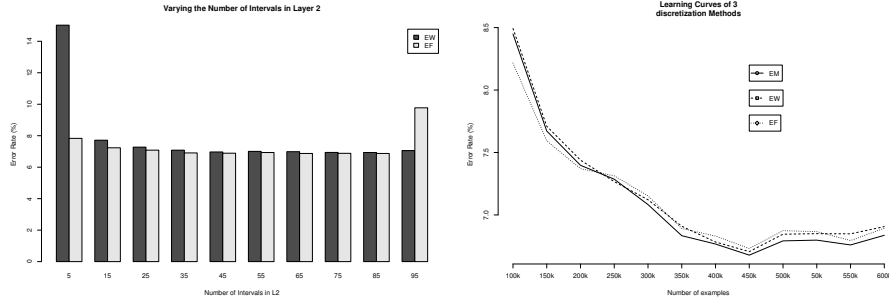 Varying the Number of Intervals in Layer 2
EW
EF
Error Rate (%)
14
12
10
8
6
4
2
0
5 15 25 35 45 55 65 75 85 95
Number of Intervals in L2
Learning Curves of 3
discretization Methods
EM
EW
EF
Error Rate (%)
8.5
8.0
7.5
7.0
100k 150k 200k 250k 300k 350k 400k 450k 500k 50k 550k 600k
Number of examples